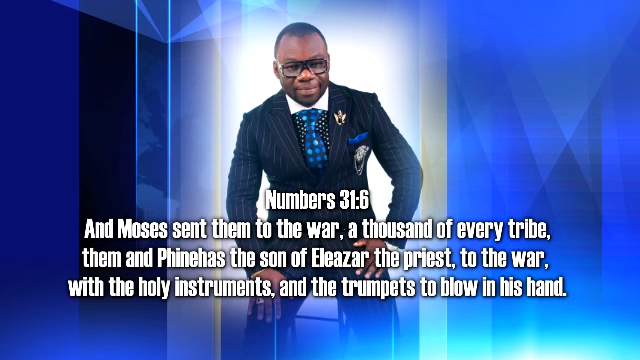 Numbers 31:6
And Moses sent them to the war, a thousand of every tribe,
them and Phinehas the son of Eleazar the priest, to the war,
with the holy instruments, and the trumpets to blow in his hand.